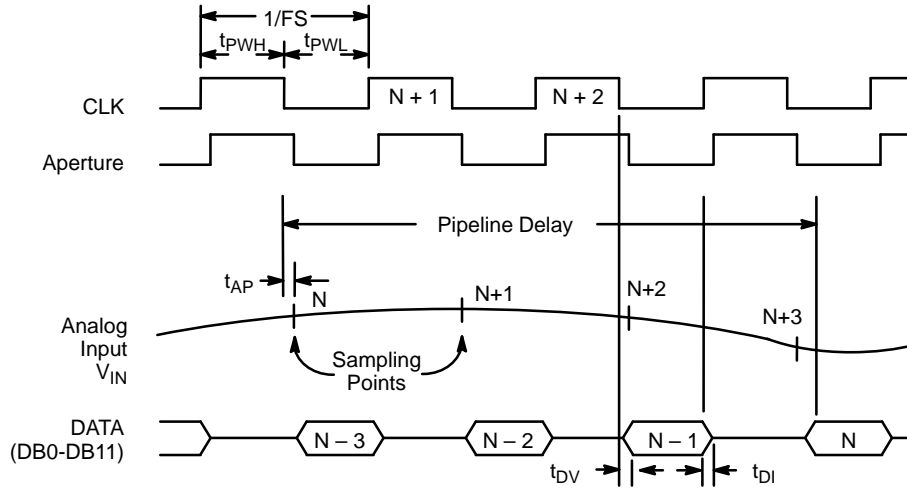 1/FS
tPWH tPWL
CLK
N + 1
N + 2
Aperture
Pipeline Delay
tAP
N
N+1
N+2
N+3
Analog
Input
VIN
Sampling
Points
DATA
(DB0-DB11)
N – 3
N – 2
N – 1
N
tDV
tDI